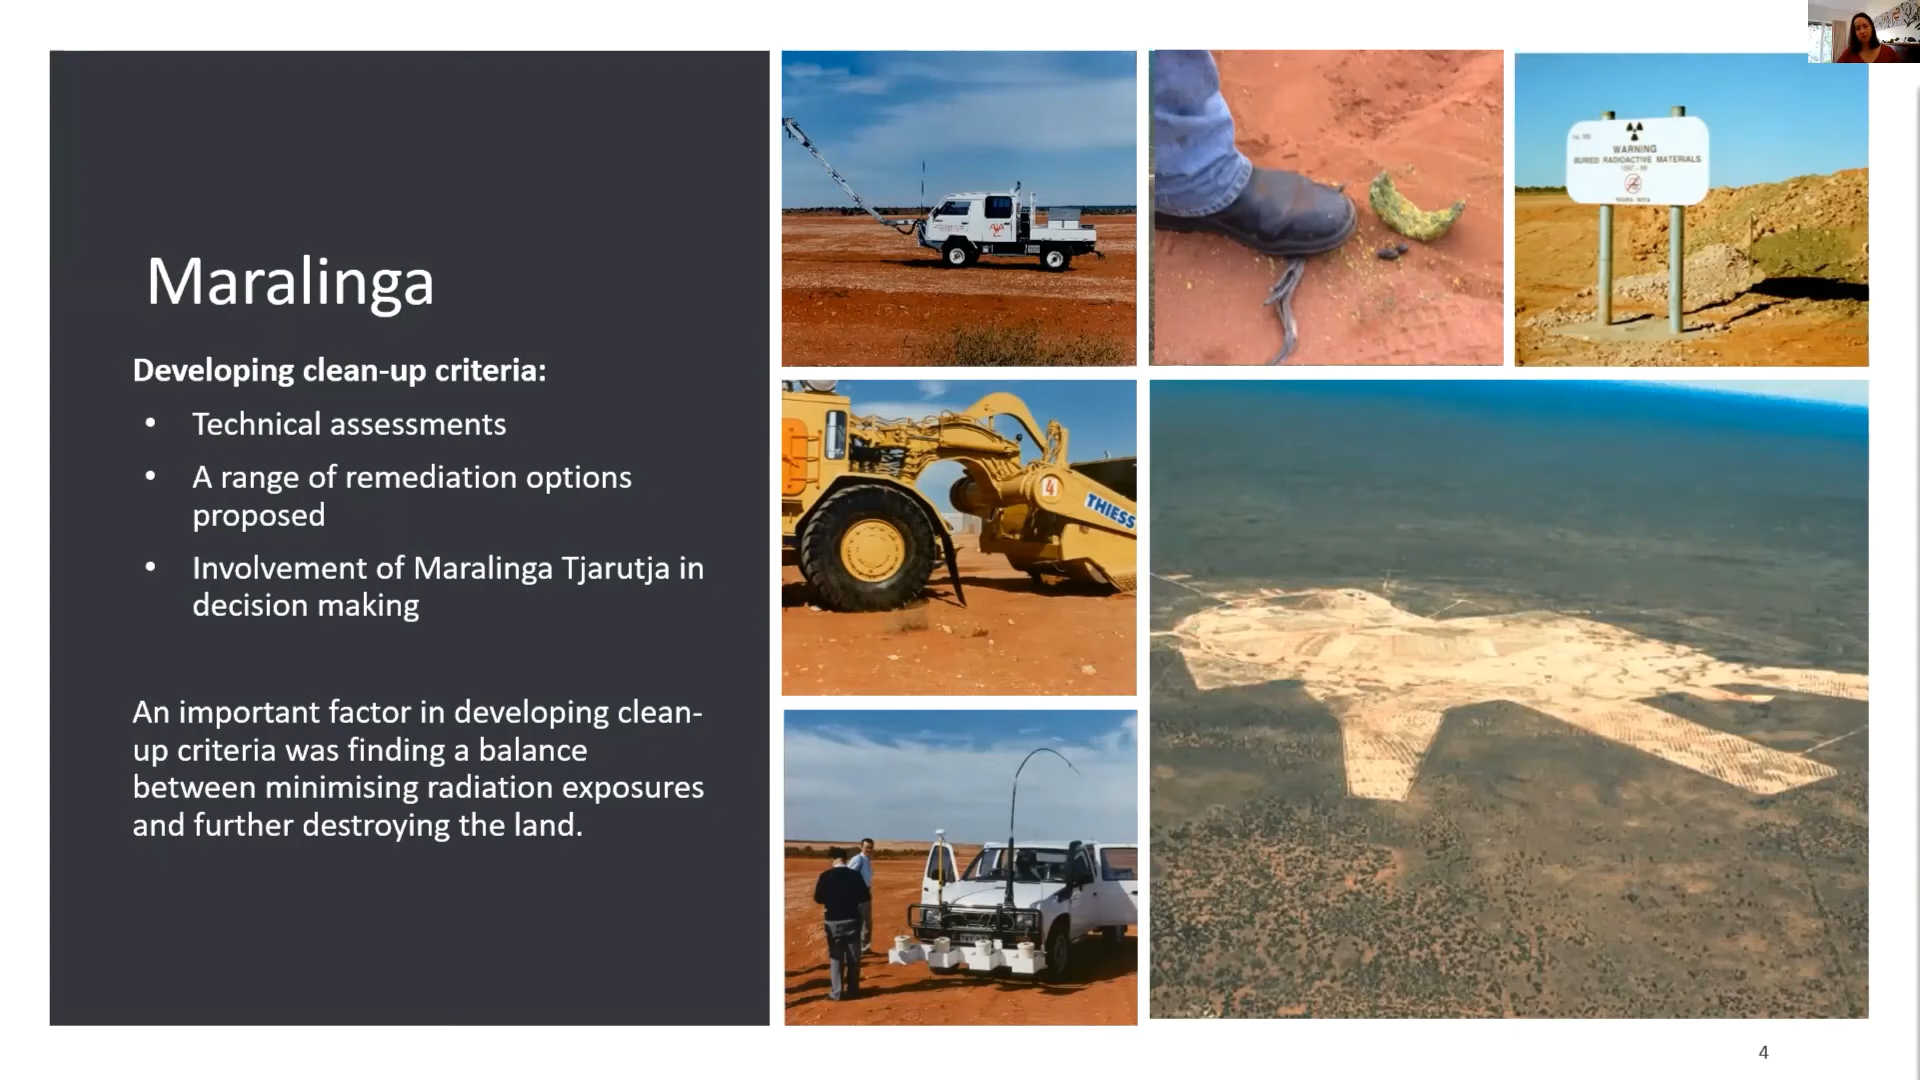 Maralinga
Developing clean-up criteria:
• Technical assessments
• A range of remediation options
proposed
• Involvement of Maralinga Tjarutja in
decision making
An important factor in developing clean-
up criteria was finding a balance
between minimising radiation exposures
and further destroying the land.
WARNING
BURIED RADIOACTIVE MATERIALS
4
THIESS
4